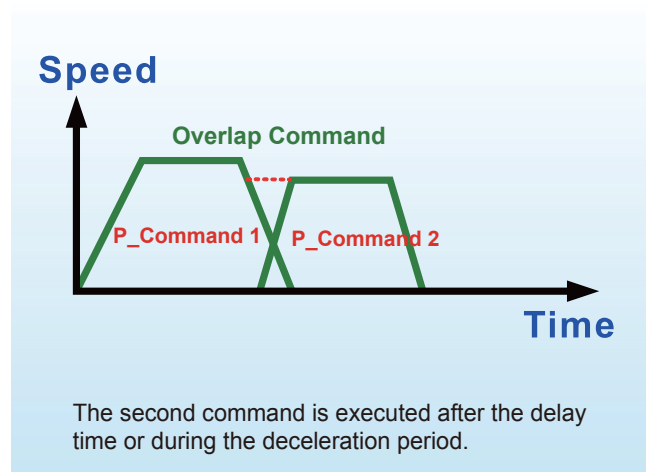 Speed
Overlap Command
P_Command 1
P_Command 2
Time
The second command is executed after the delay
time or during the deceleration period.